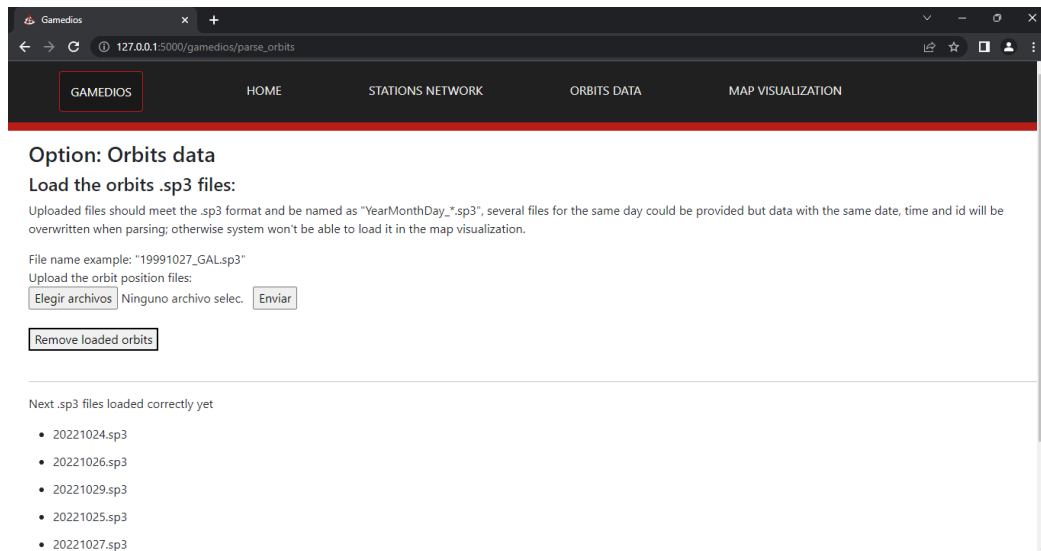 Gamedios
127.0.0.1:5000/gamedios/parse_orbits
GAMEDIOS HOME STATIONS NETWORK ORBITS DATA MAP VISUALIZATION
Option: Orbits data
Load the orbits .sp3 files:
Uploaded files should meet the .sp3 format and be named as "YearMonthDay_*.sp3", several files for the same day could be provided but data with the same date, time and id will be
overwritten when parsing; otherwise system won't be able to load it in the map visualization.
File name example: "19991027_GAL.sp3"
Upload the orbit position files:
Elegir archivos Ninguno archivo selec. Enviar
Remove loaded orbits
Next .sp3 files loaded correctly yet
20221024.sp3
20221026.sp3
20221029.sp3
20221025.sp3
20221027.sp3